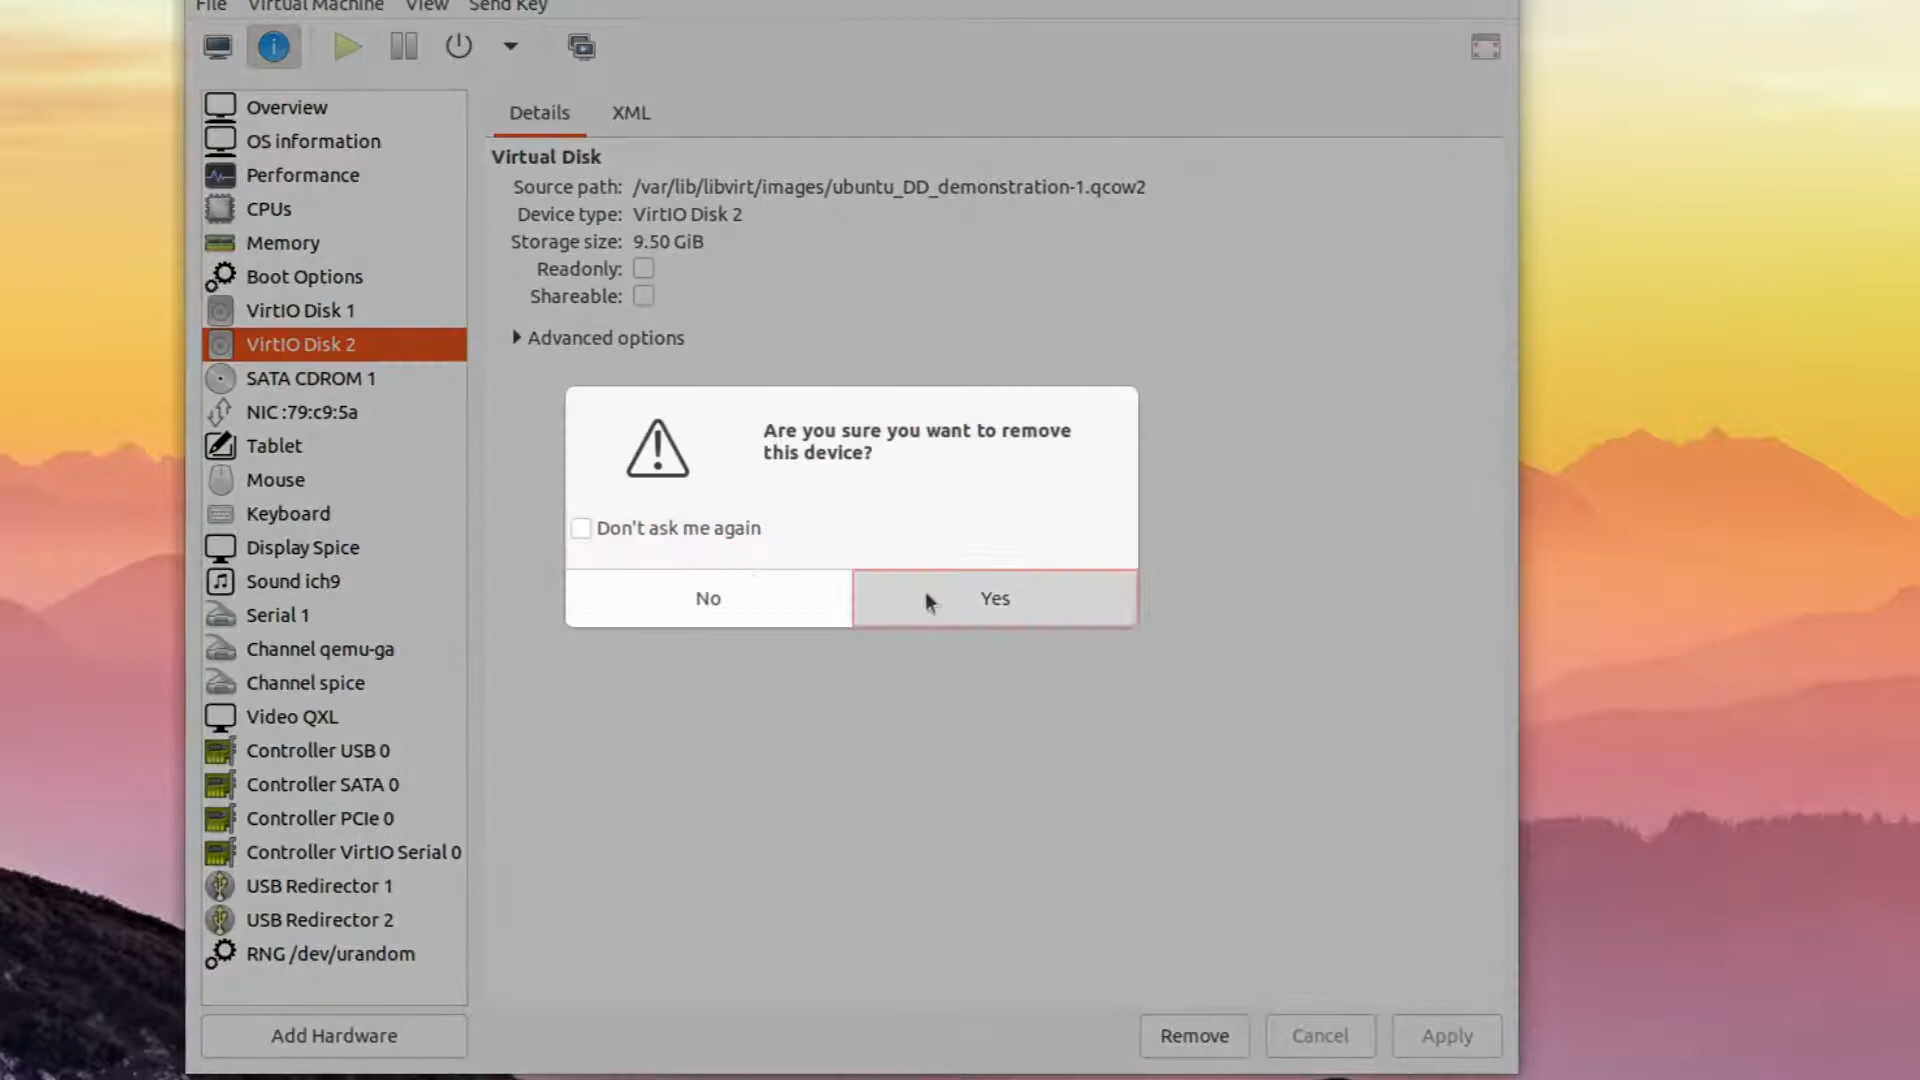 File Virtual Machine View Send Key
Overview
OS information
Performance
CPUs
Memory
Boot Options
VirtIO Disk 1
VirtIO Disk 2
SATA CDROM 1
NIC :79:c9:5a
Tablet
Mouse
Keyboard
Display Spice
Sound ich9
Serial 1
Channel qemu-ga
Channel spice
Video QXL
Controller USB 0
Controller SATA 0
Controller PCIe 0
Controller VirtIO Serial 0
USB Redirector 1
USB Redirector 2
RNG /dev/urandom
Add Hardware
Details XML
Virtual Disk
Source path: /var/lib/libvirt/images/ubuntu_DD_demonstration-1.qcow2
Device type: VirtIO Disk 2
Storage size: 9.50 GiB
Readonly:
Shareable:
Advanced options
Are you sure you want to remove
this device?
Don't ask me again
No Yes
Remove Cancel Apply